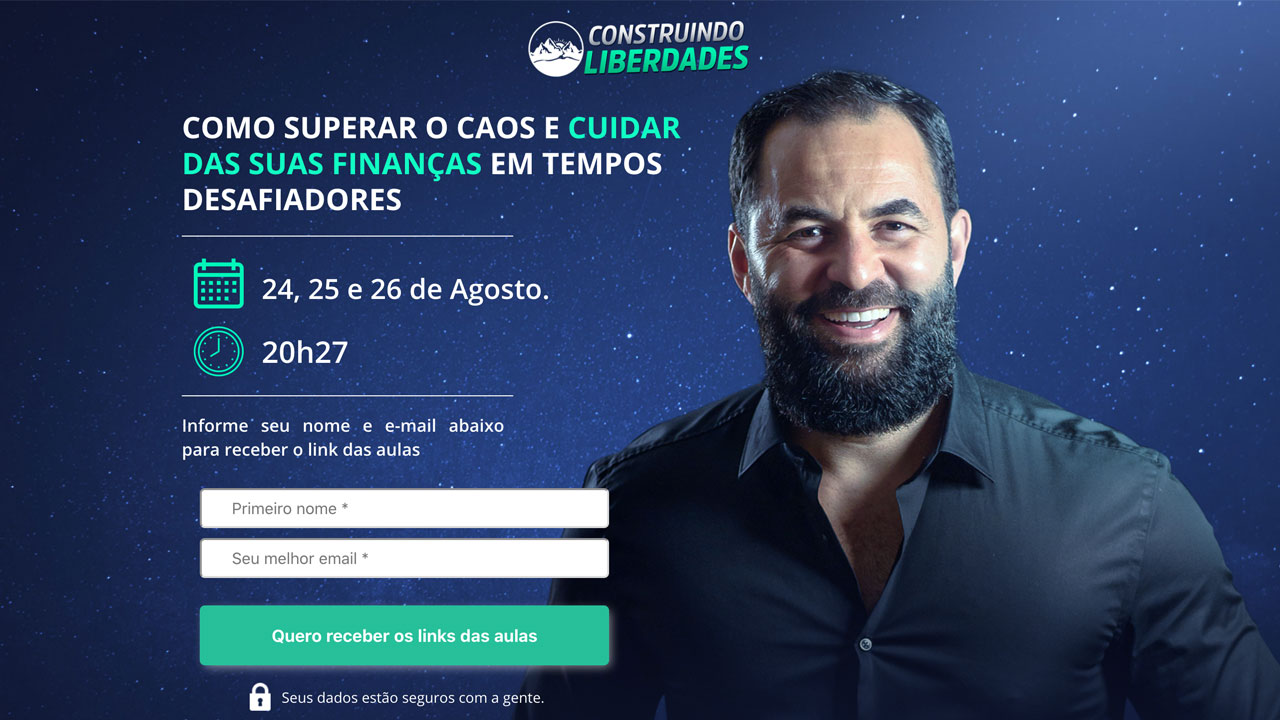 CONSTRUINDO
LIBERDADES
COMO SUPERAR O CAOS E CUIDAR
DAS SUAS FINANÇAS EM TEMPOS
DESAFIADORES
24, 25 e 26 de Agosto.
20h27
Informe seu nome e e-mail abaixo
para receber o link das aulas
Primeiro nome *
Seu melhor email *
Quero receber os links das aulas
Seus dados estão seguros com a gente.